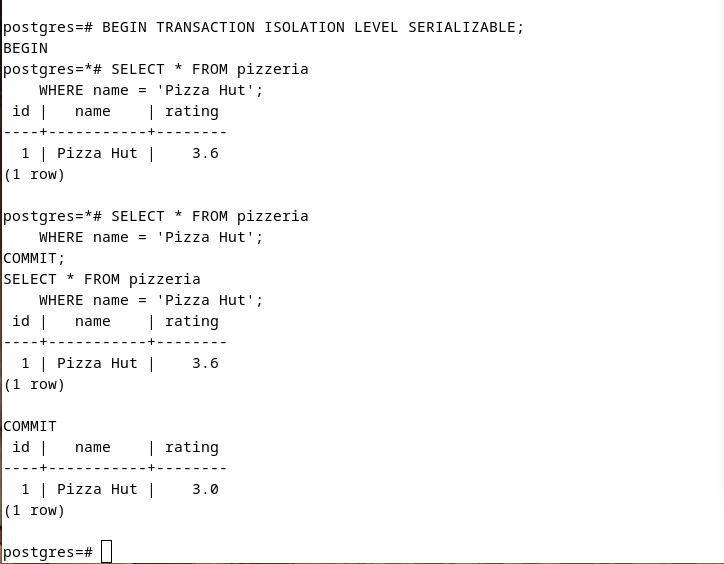 postgres=# BEGIN TRANSACTION ISOLATION LEVEL SERIALIZABLE;
BEGIN
postgres=*# SELECT * FROM pizzeria
    WHERE name = 'Pizza Hut';
 id |   name    | rating
----+-----------+--------
  1 | Pizza Hut |    3.6
(1 row)

postgres=*# SELECT * FROM pizzeria
    WHERE name = 'Pizza Hut';
COMMIT;
SELECT * FROM pizzeria
    WHERE name = 'Pizza Hut';
 id |   name    | rating
----+-----------+--------
  1 | Pizza Hut |    3.6
(1 row)

COMMIT
 id |   name    | rating
----+-----------+--------
  1 | Pizza Hut |    3.0
(1 row)

postgres=#